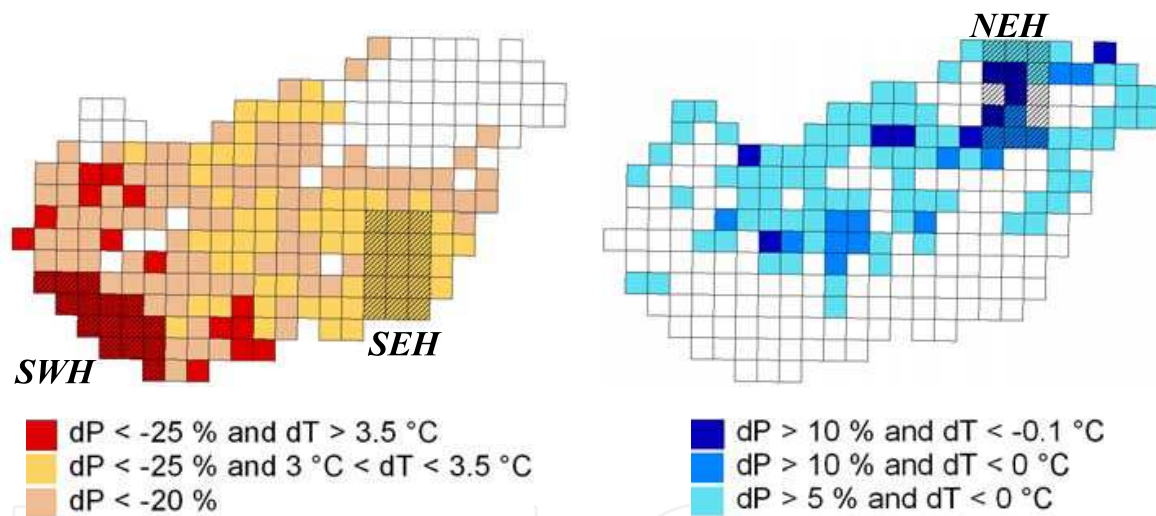 NEH
SEH
SWH
dP < -25 % and dT > 3.5 °C
dP < -25 % and 3 °C < dT < 3.5 °C
dP < -20 %
dP > 10 % and dT < -0.1 °C
dP > 10 % and dT < 0 °C
dP > 5 % and dT < 0 °C